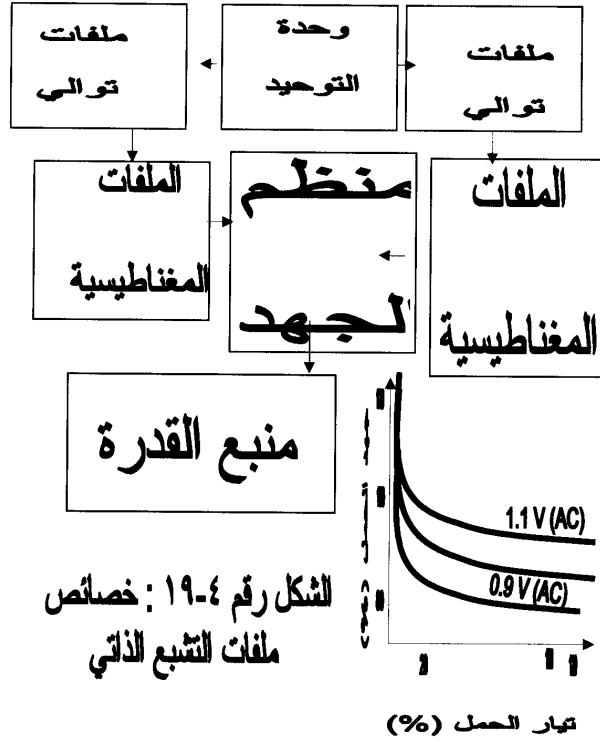 وحدة
التوحيد
ملفات
توالي
ملفات
توالي
الملفات
المغناطيسية
منظم
الجهد
الملفات
المغناطيسية
منبع القدرة
1.1 V (AC)
0.9 V (AC)
تيار الحمل (%)
الشكل رقم ٤-١٩ : خصائص
ملفات التشبع الذاتي